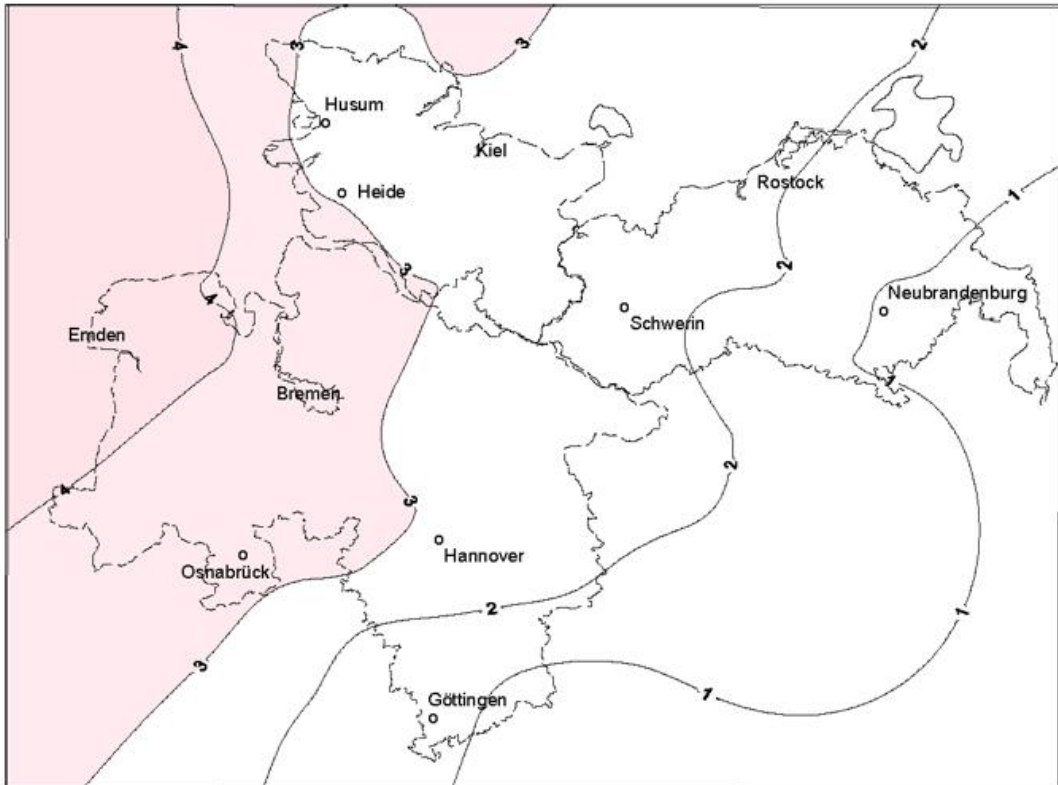 4
3
3
2
Husum
Kiel
Rostock
Heide
1
3
2
4
Neubrandenburg
Schwerin
Emden
1
Bremen
2
4
3
Hannover
Osnabrück
2
1
3
1
Göttingen